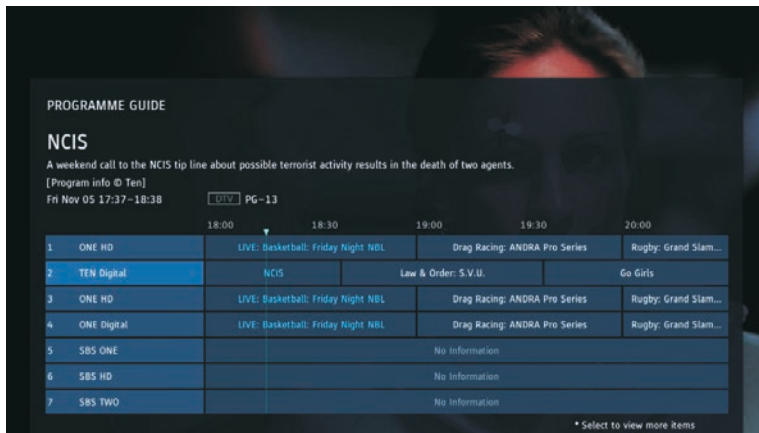 PROGRAMME GUIDE
NCIS
A weekend call to the NCIS tip line about possible terrorist activity results in the death of two agents.
[Program info © Ten]
Fri Nov 05 17:37-18:38 DTV PG-13
18:00 18:30 19:00 19:30 20:00
1 ONE HD LIVE: Basketball: Friday Night NBL Drag Racing: ANDRA Pro Series Rugby: Grand Slam...
2 TEN Digital NCIS Law & Order: S.V.U. Go Girls
3 ONE HD LIVE: Basketball: Friday Night NBL Drag Racing: ANDRA Pro Series Rugby: Grand Slam...
4 ONE Digital LIVE: Basketball: Friday Night NBL Drag Racing: ANDRA Pro Series Rugby: Grand Slam...
5 SBS ONE No Information
6 SBS HD No Information
7 SBS TWO No Information
* Select to view more items